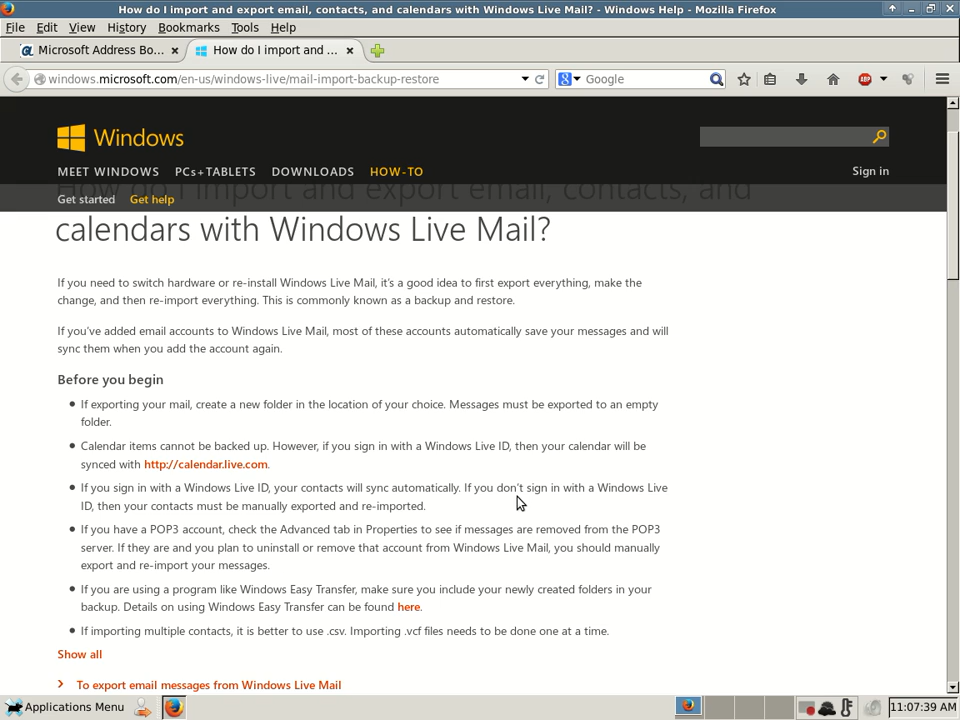 How do I import and export email, contacts, and calendars with Windows Live Mail? - Windows Help - Mozilla Firefox
File Edit View History Bookmarks Tools Help
Microsoft Address Bo... How do I import and ...
windows.microsoft.com/en-us/windows-live/mail-import-backup-restore Google ABP
Windows
MEET WINDOWS PCs+TABLETS DOWNLOADS HOW-TO Sign in
How do I import and export email, contacts, and
Get started Get help
calendars with Windows Live Mail?
If you need to switch hardware or re-install Windows Live Mail, it's a good idea to first export everything, make the
change, and then re-import everything. This is commonly known as a backup and restore.
If you've added email accounts to Windows Live Mail, most of these accounts automatically save your messages and will
sync them when you add the account again.
Before you begin
If exporting your mail, create a new folder in the location of your choice. Messages must be exported to an empty
folder.
Calendar items cannot be backed up. However, if you sign in with a Windows Live ID, then your calendar will be
synced with http://calendar.live.com.
If you sign in with a Windows Live ID, your contacts will sync automatically. If you don't sign in with a Windows Live
ID, then your contacts must be manually exported and re-imported.
If you have a POP3 account, check the Advanced tab in Properties to see if messages are removed from the POP3
server. If they are and you plan to uninstall or remove that account from Windows Live Mail, you should manually
export and re-import your messages.
If you are using a program like Windows Easy Transfer, make sure you include your newly created folders in your
backup. Details on using Windows Easy Transfer can be found here.
If importing multiple contacts, it is better to use .csv. Importing .vcf files needs to be done one at a time.
Show all
To export email messages from Windows Live Mail
Applications Menu 11:07:39 AM